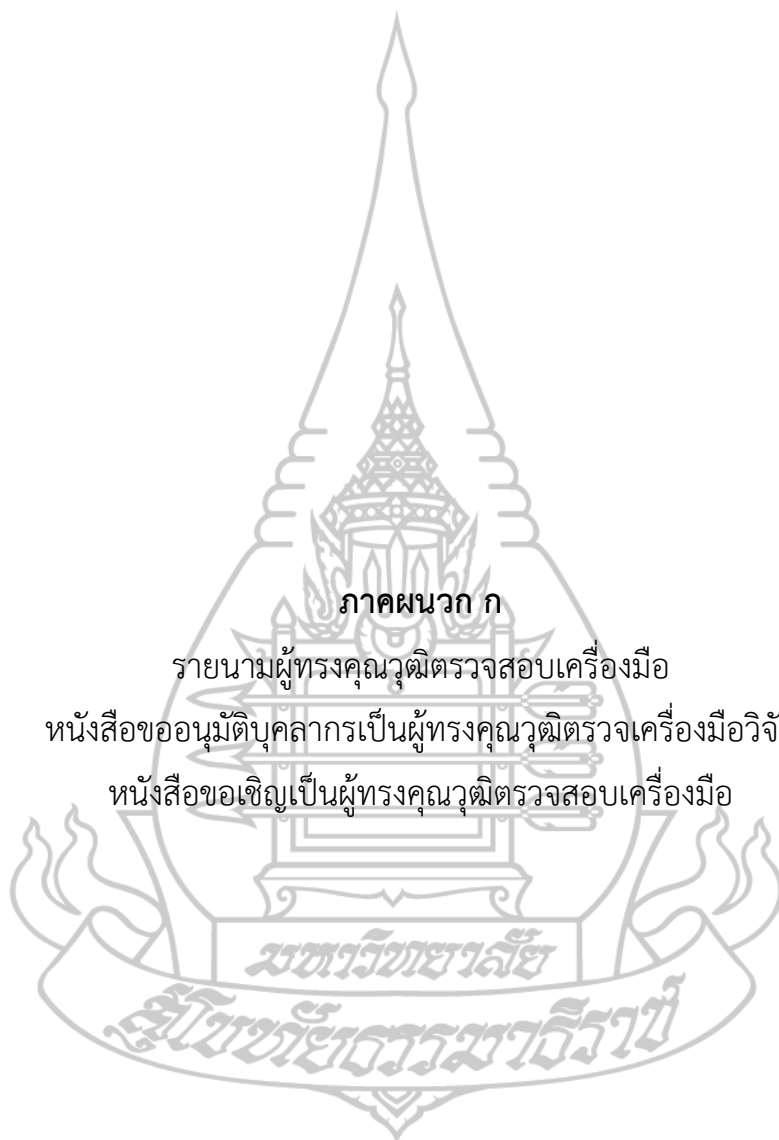 ภาคผนวก ก
รายนามผู้ทรงคุณวุฒิตรวจสอบเครื่องมือ
หนังสือขออนุมัติบุคลากรเป็นผู้ทรงคุณวุฒิตรวจเครื่องมือวิจั
หนังสือขอเชิญเป็นผู้ทรงคุณวุฒิตรวจสอบเครื่องมือ
มหาวิทยาลัย
สุโขทัยธรรมาธิราช